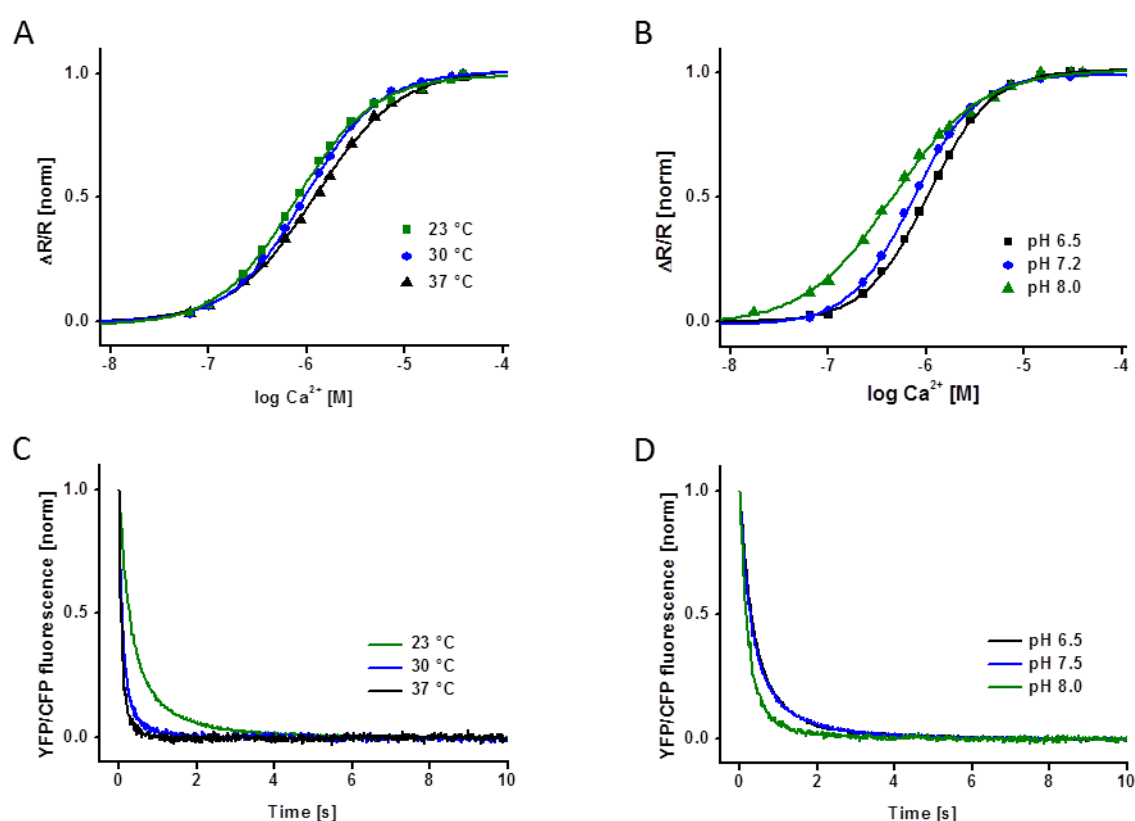 A
ΔR/R [norm]
1.0
0.5
0.0
23 °C
30 °C
37 °C
-8 -7 -6 -5 -4
log Ca²⁺ [M]
B
ΔR/R [norm]
1.0
0.5
0.0
pH 6.5
pH 7.2
pH 8.0
-8 -7 -6 -5 -4
log Ca²⁺ [M]
C
YFP/CFP fluorescence [norm]
1.0
0.5
0.0
23 °C
30 °C
37 °C
0 2 4 6 8 10
Time [s]
D
YFP/CFP fluorescence [norm]
1.0
0.5
0.0
pH 6.5
pH 7.5
pH 8.0
0 2 4 6 8 10
Time [s]